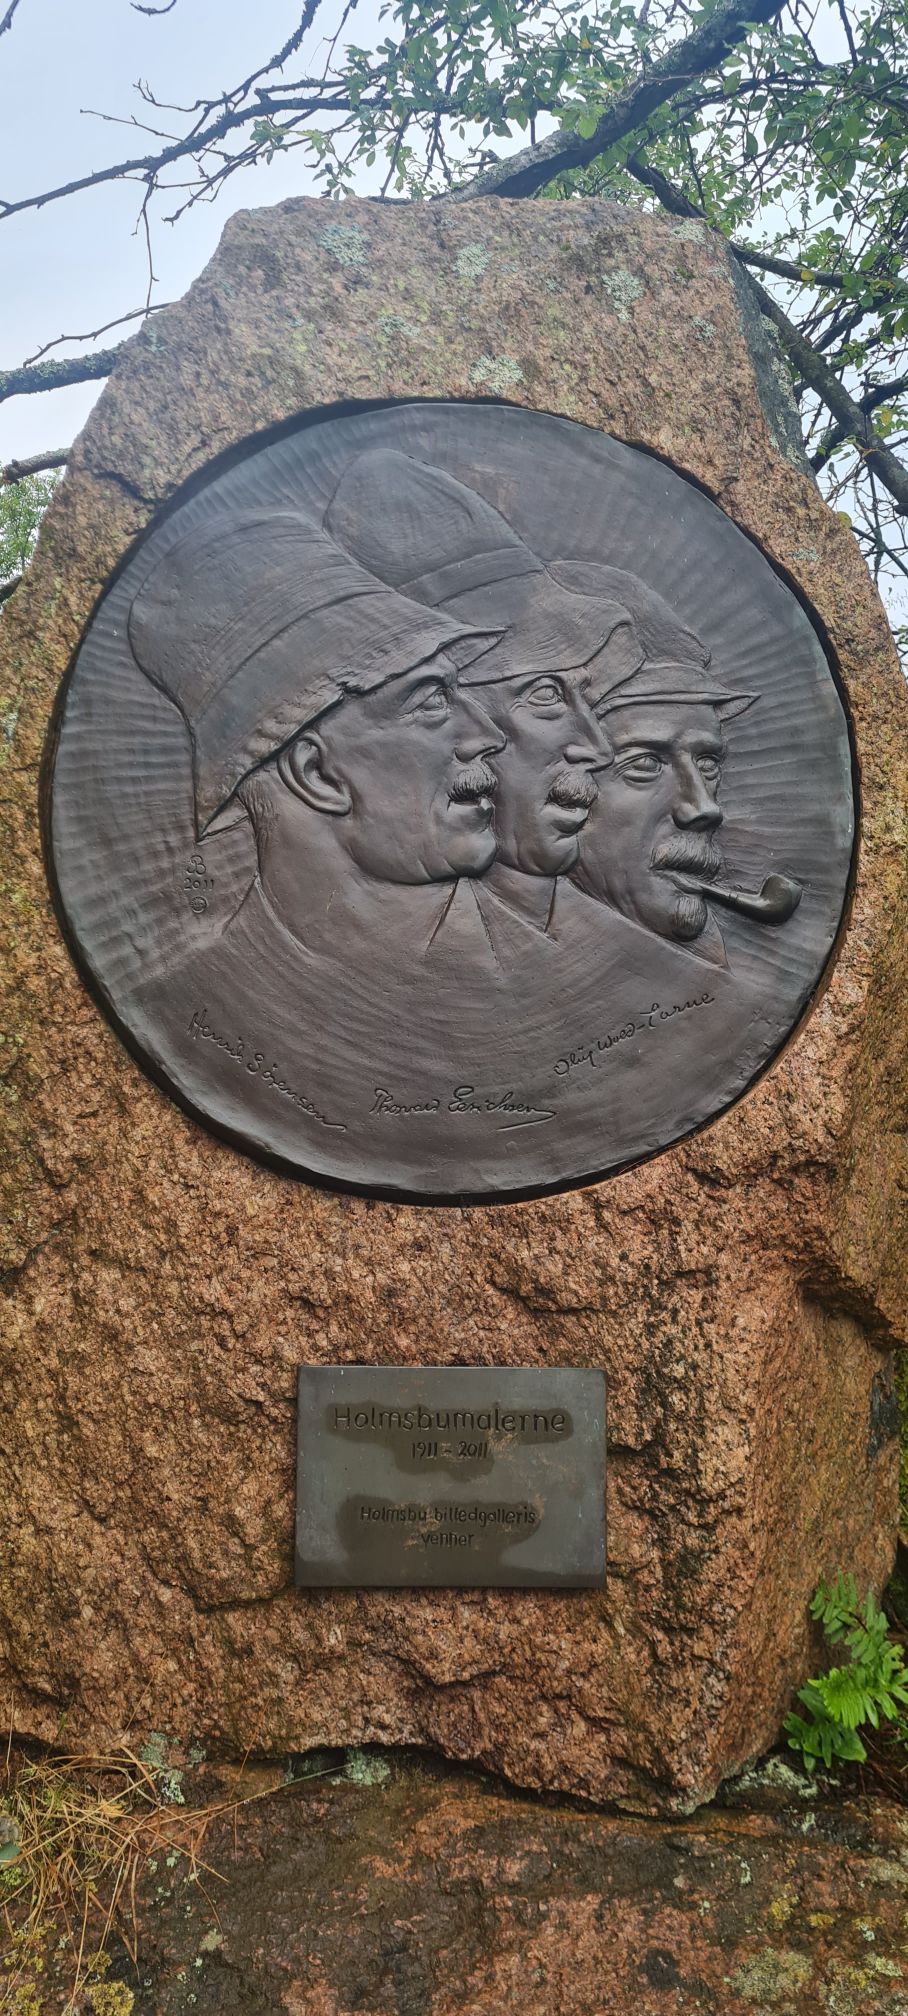 B
2011
Henrik Sørensen
Thorvald Erichsen
Oluf Wold-Torne
Holmsbumalerne
1911-2011
Holmsbu billedgalleris
venner